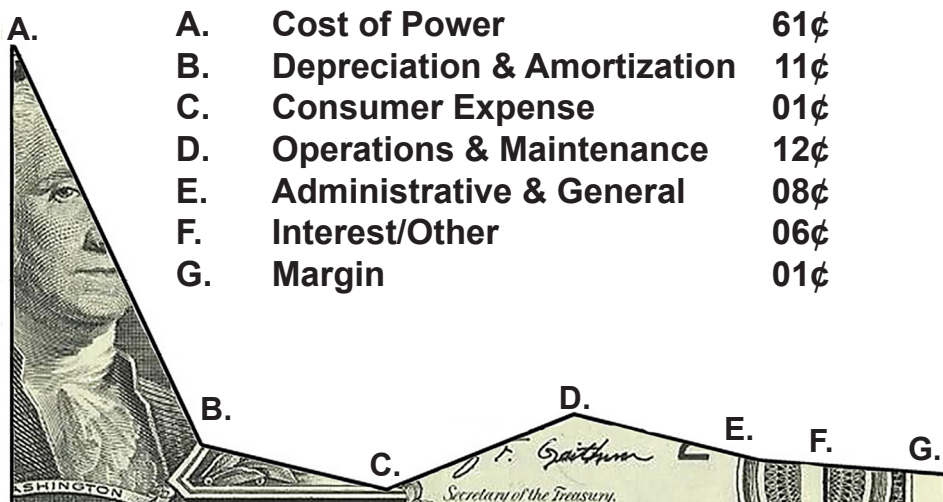 A. Cost of Power 61¢
B. Depreciation & Amortization 11¢
C. Consumer Expense 01¢
D. Operations & Maintenance 12¢
E. Administrative & General 08¢
F. Interest/Other 06¢
G. Margin 01¢
A.
B.
C.
D.
E.
F.
G.
ASHINGTON
Secretary of the Treasury.